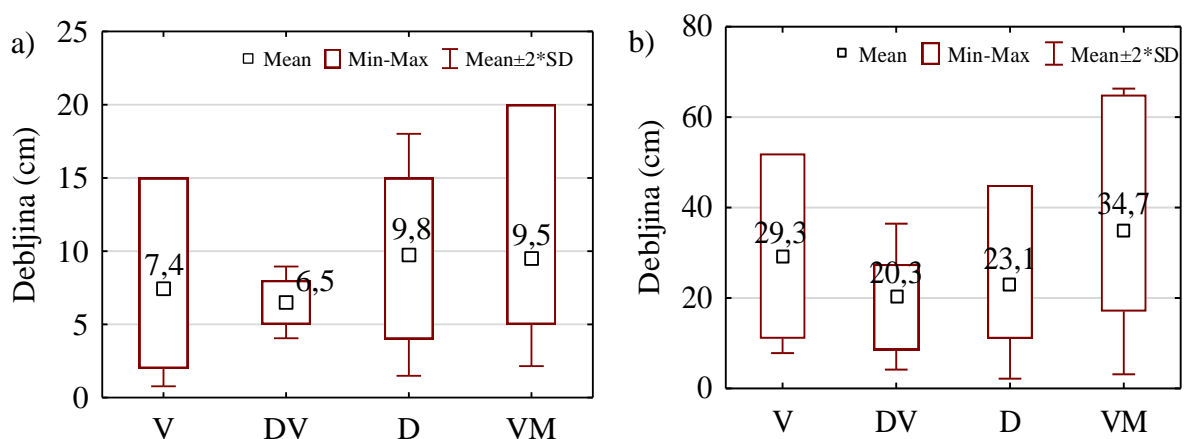 a)
Debljina (cm)
25
20
15
10
5
0
Mean Min-Max Mean±2*SD
7,4
6,5
9,8
9,5
V DV D VM
b)
Debljina (cm)
80
60
40
20
0
Mean Min-Max Mean±2*SD
29,3
20,3
23,1
34,7
V DV D VM